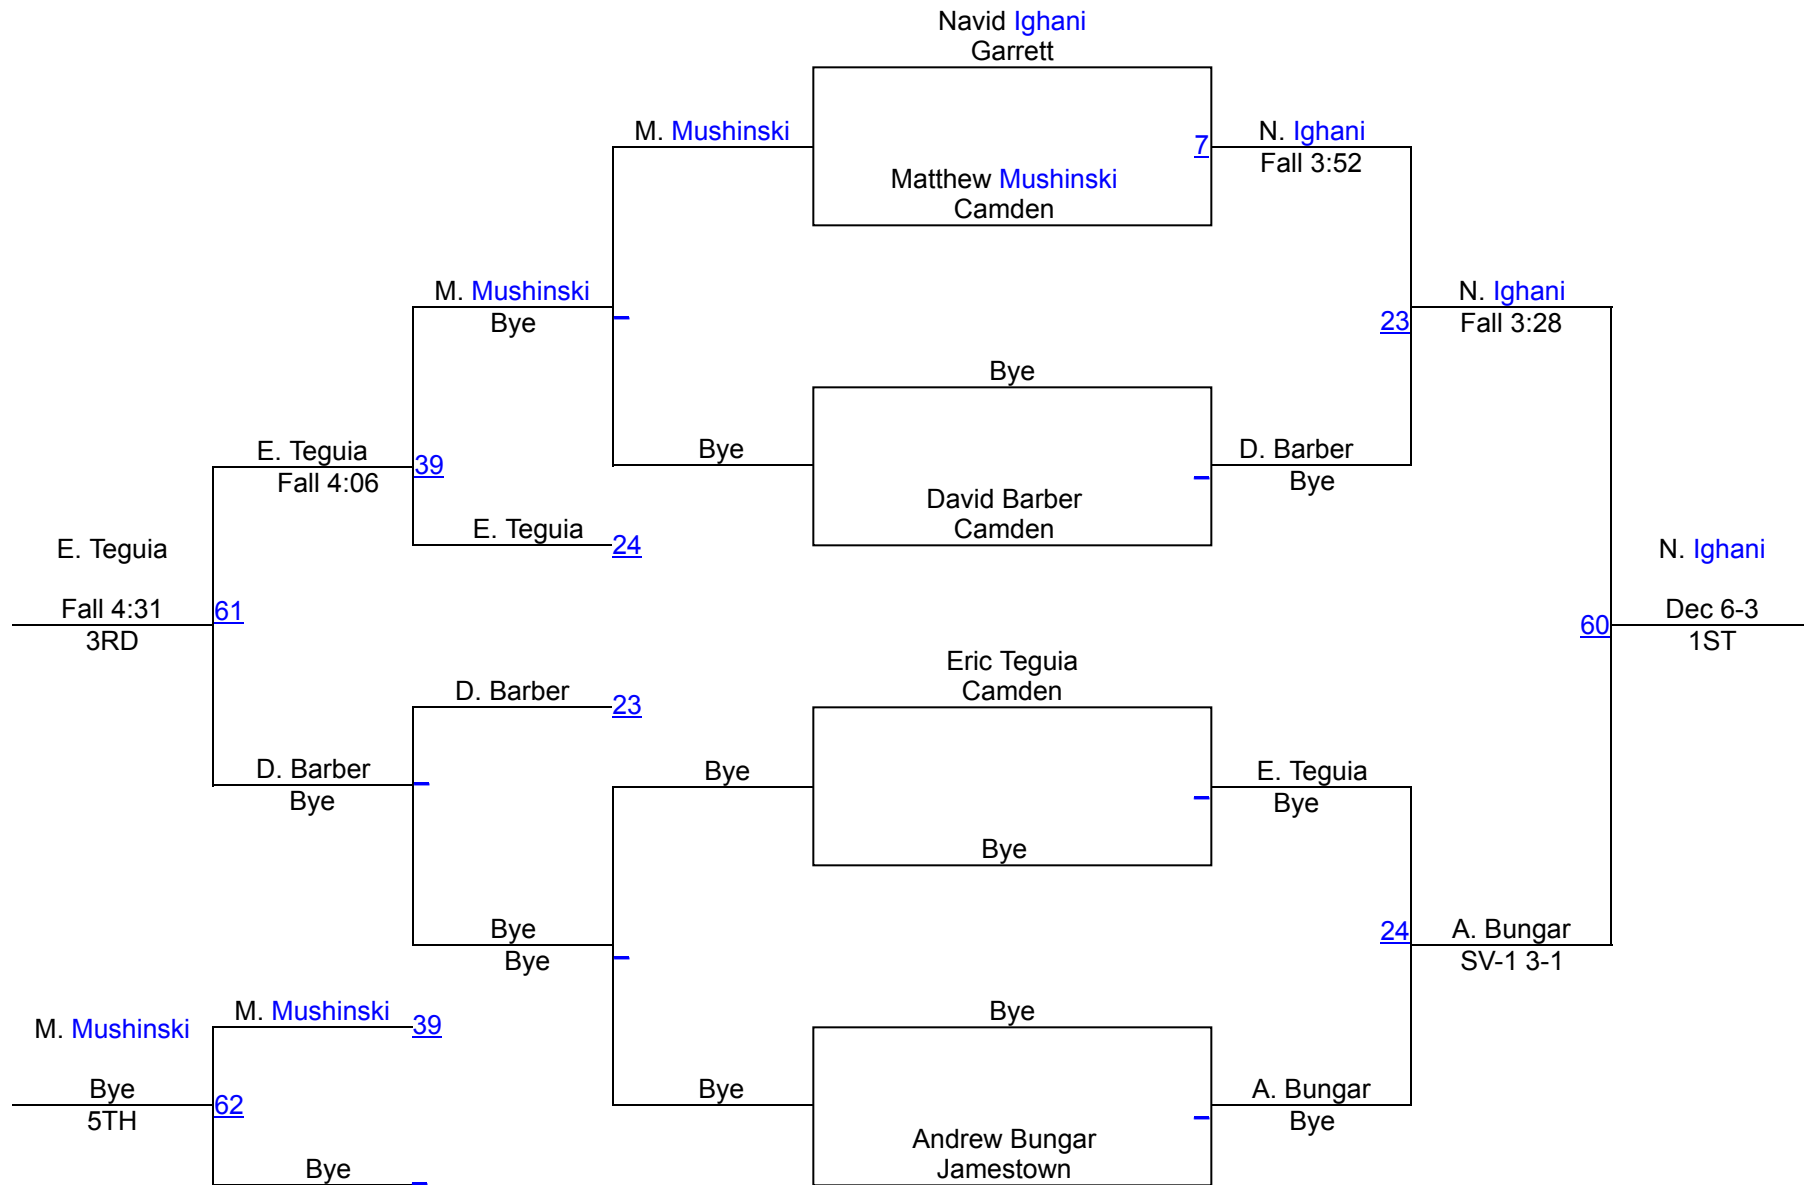 Navid Ighani
Garrett
M. Mushinski
7
N. Ighani
Fall 3:52
Matthew Mushinski
Camden
M. Mushinski
Bye
N. Ighani
Fall 3:28
23
Bye
E. Teguia
Fall 4:06
39
Bye
D. Barber
Bye
David Barber
Camden
E. Teguia
24
E. Teguia
Fall 4:31
3RD
61
N. Ighani
Dec 6-3
1ST
60
Eric Teguia
Camden
D. Barber
23
D. Barber
Bye
Bye
E. Teguia
Bye
Bye
Bye
Bye
24
A. Bungar
SV-1 3-1
M. Mushinski
39
M. Mushinski
Bye
5TH
62
Bye
Bye
A. Bungar
Bye
Andrew Bungar
Jamestown
Bye